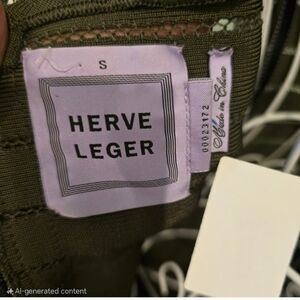 S
HERVE
LEGER
00023172
Made in China
AI-generated content